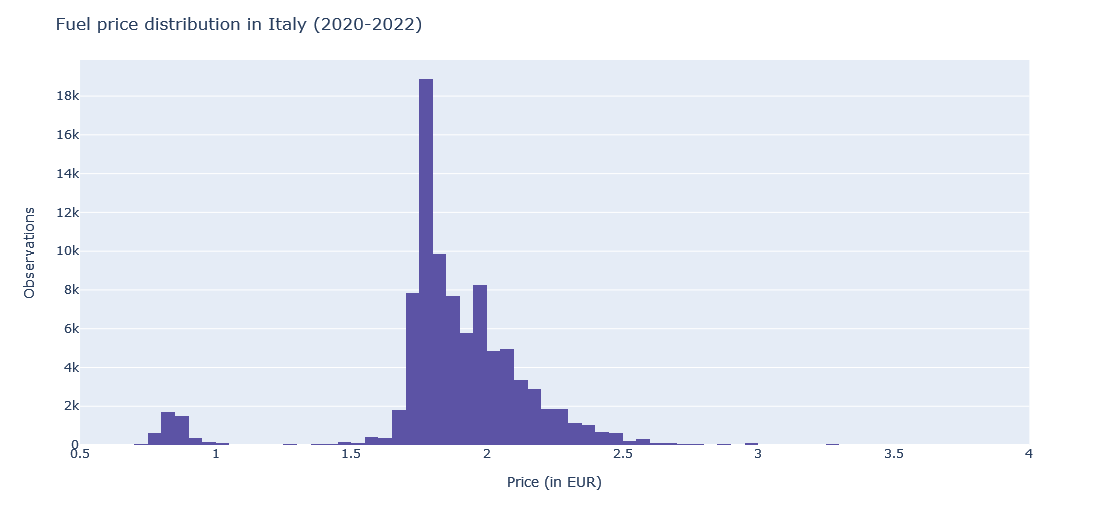 Fuel price distribution in Italy (2020-2022)
18k
16k
14k
12k
10k
8k
6k
4k
2k
0
Observations
0.5 1 1.5 2 2.5 3 3.5 4
Price (in EUR)